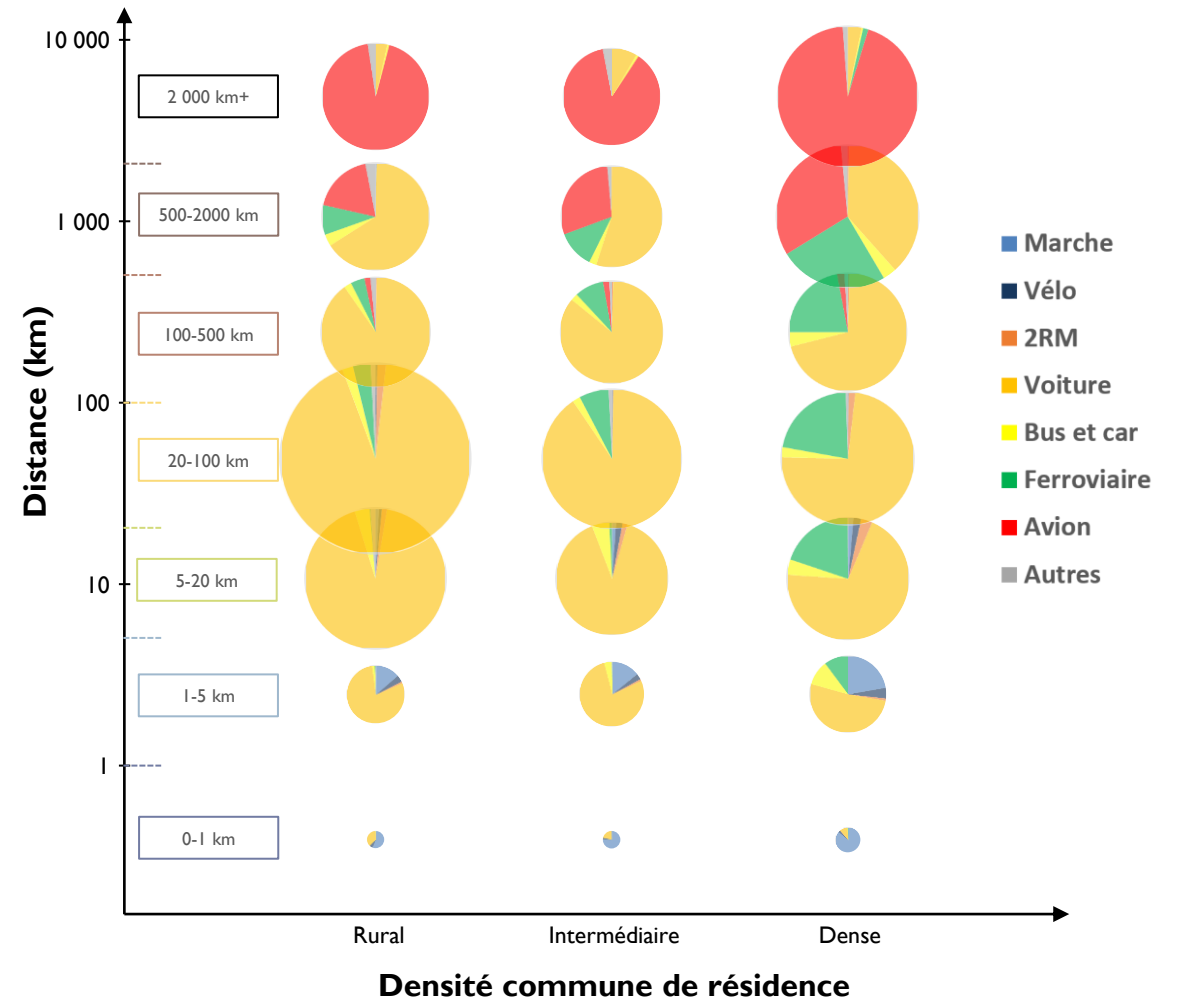 10 000
2 000 km+
500-2000 km
1 000
100-500 km
100
20-100 km
10
5-20 km
1-5 km
1
0-1 km
Distance (km)
Marche
Vélo
2RM
Voiture
Bus et car
Ferroviaire
Avion
Autres
Rural
Intermédiaire
Dense
Densité commune de résidence